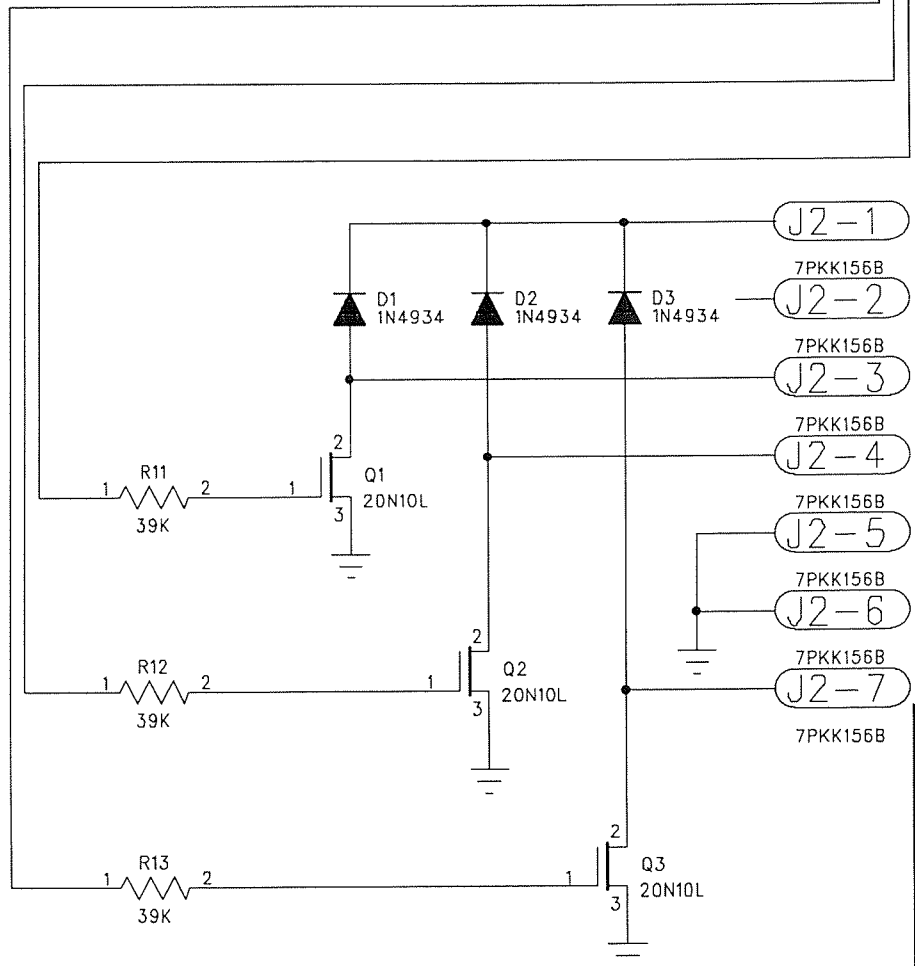 J2-1
7PKK156B
D1
1N4934
D2
1N4934
D3
1N4934
J2-2
7PKK156B
J2-3
7PKK156B
J2-4
2
R11
1 2
39K
1
Q1
20N10L
3
7PKK156B
J2-5
7PKK156B
J2-6
2
R12
1 2
39K
1
Q2
20N10L
3
7PKK156B
J2-7
7PKK156B
2
R13
1 2
39K
1
Q3
20N10L
3